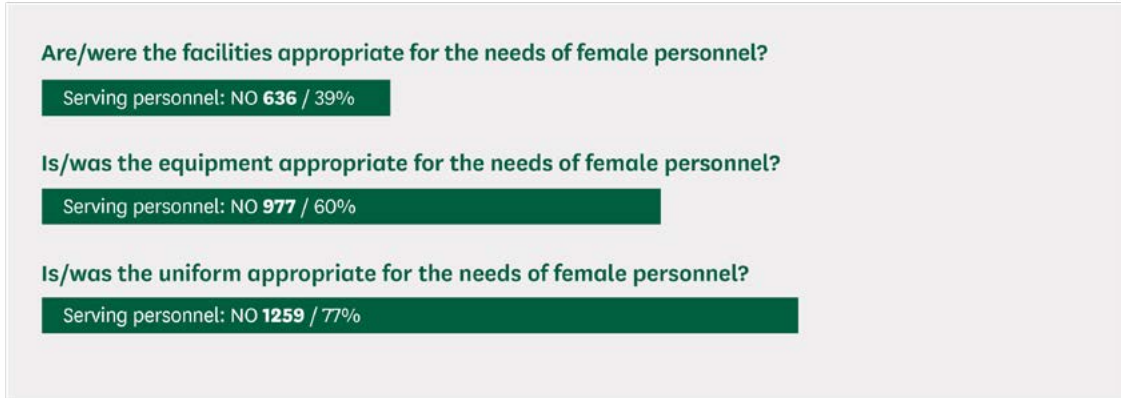 Are/were the facilities appropriate for the needs of female personnel?
Serving personnel: NO 636 / 39%
Is/was the equipment appropriate for the needs of female personnel?
Serving personnel: NO 977 / 60%
Is/was the uniform appropriate for the needs of female personnel?
Serving personnel: NO 1259 / 77%